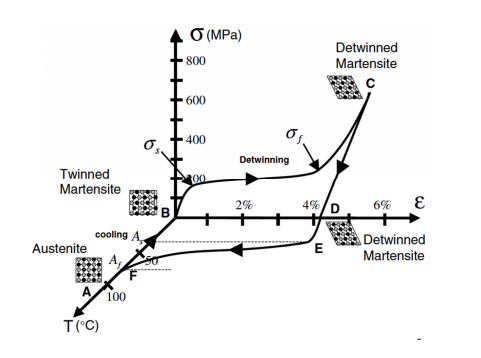 σ (MPa)
Detwinned
Martensite
800
C
600
400
σs
σf
Detwinning
200
Twinned
Martensite
B
2%
4%
D
6%
ε
cooling
As
E
Detwinned
Martensite
Austenite
Af
50
F
A
100
T (°C)